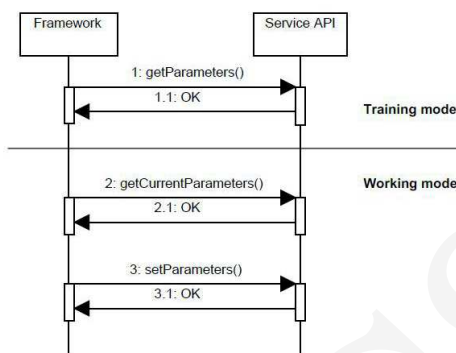 Framework
Service API
1: getParameters()
1.1: OK
Training mode
2: getCurrentParameters()
Working mode
2.1: OK
3: setParameters()
3.1: OK